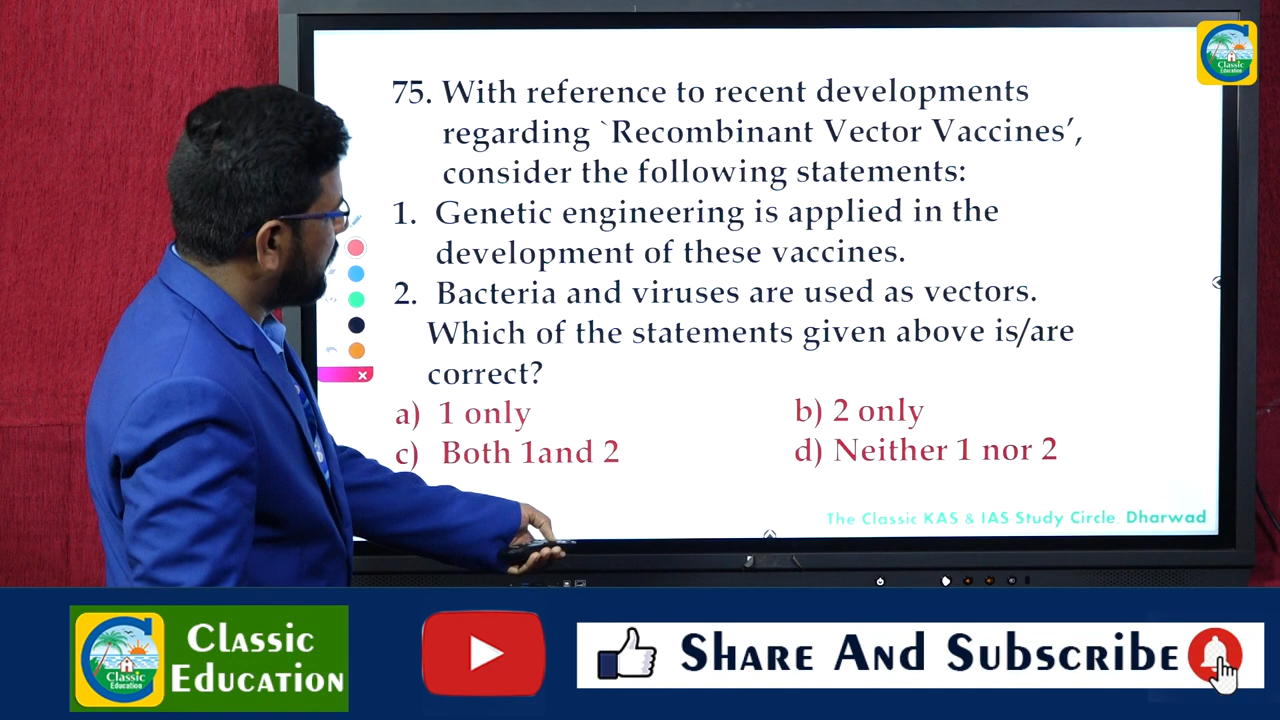 75. With reference to recent developments
regarding `Recombinant Vector Vaccines’,
consider the following statements:
1. Genetic engineering is applied in the
development of these vaccines.
2. Bacteria and viruses are used as vectors.
Which of the statements given above is/are
correct?
a) 1 only
b) 2 only
c) Both 1and 2
d) Neither 1 nor 2
The Classic KAS & IAS Study Circle, Dharwad
Classic
Education
Classic
Education
Classic
Education
Share And Subscribe